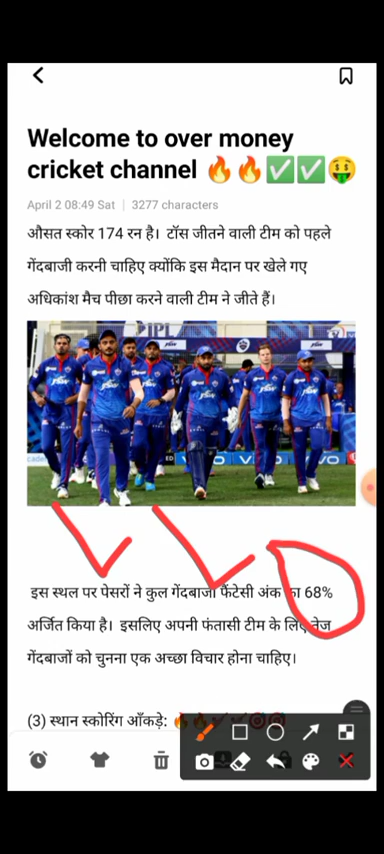 Welcome to over money
cricket channel 🔥🔥✅✅🤑
April 2 08:49 Sat | 3277 characters
औसत स्कोर 174 रन है। टॉस जीतने वाली टीम को पहले
गेंदबाजी करनी चाहिए क्योंकि इस मैदान पर खेले गए
अधिकांश मैच पीछा करने वाली टीम ने जीते हैं।
IPL
इस स्थल पर पेसरों ने कुल गेंदबाजी फैंटेसी अंक का 68%
अर्जित किया है। इसलिए अपनी फंतासी टीम के लिए तेज
गेंदबाजों को चुनना एक अच्छा विचार होना चाहिए।
(3) स्थान स्कोरिंग आँकड़े: 🔥🔥✅✅🎯🎯